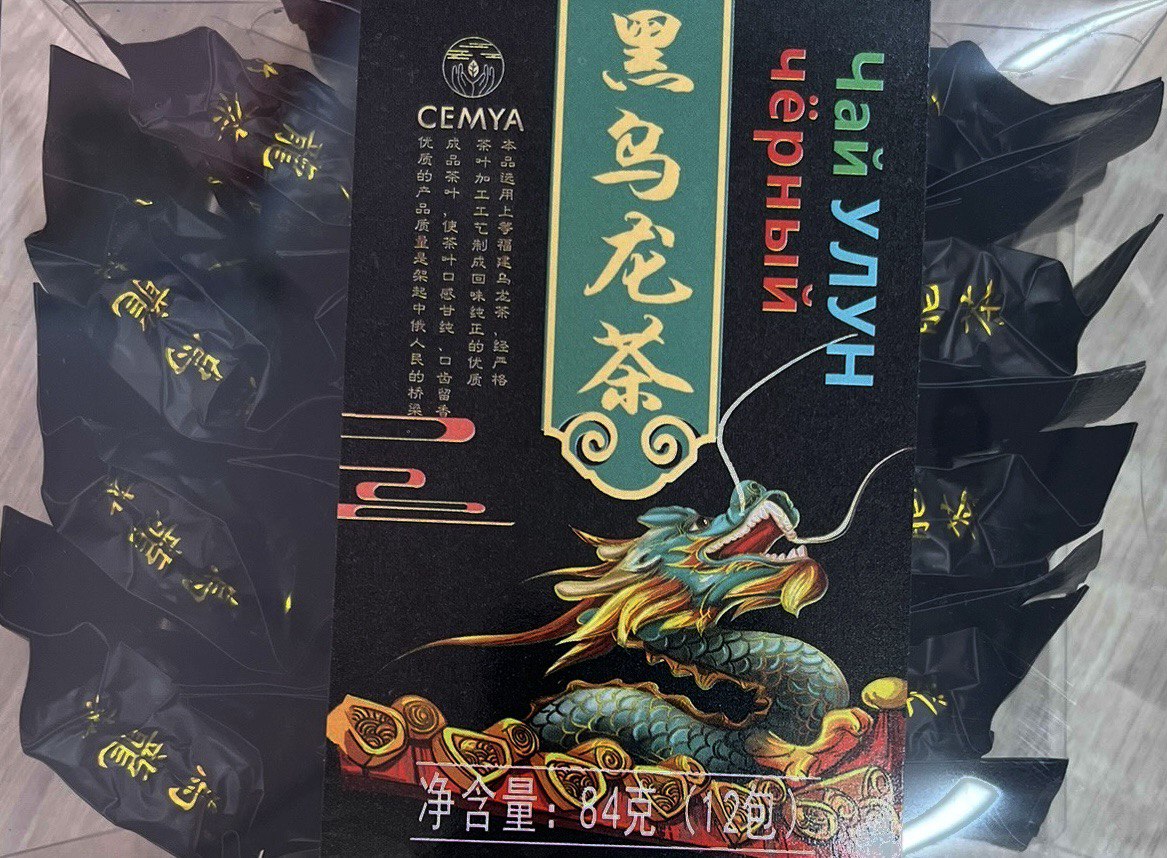 黑乌龙茶
Чай улун
чёрный
CEMYA
本品选用上等福建乌龙茶,经严格
茶叶加工工艺制成回味纯正的优质
成品茶叶,使茶叶口感甘纯、口齿留香
优质的产品质量是架起中俄人民的桥梁
净含量:84克(12包)